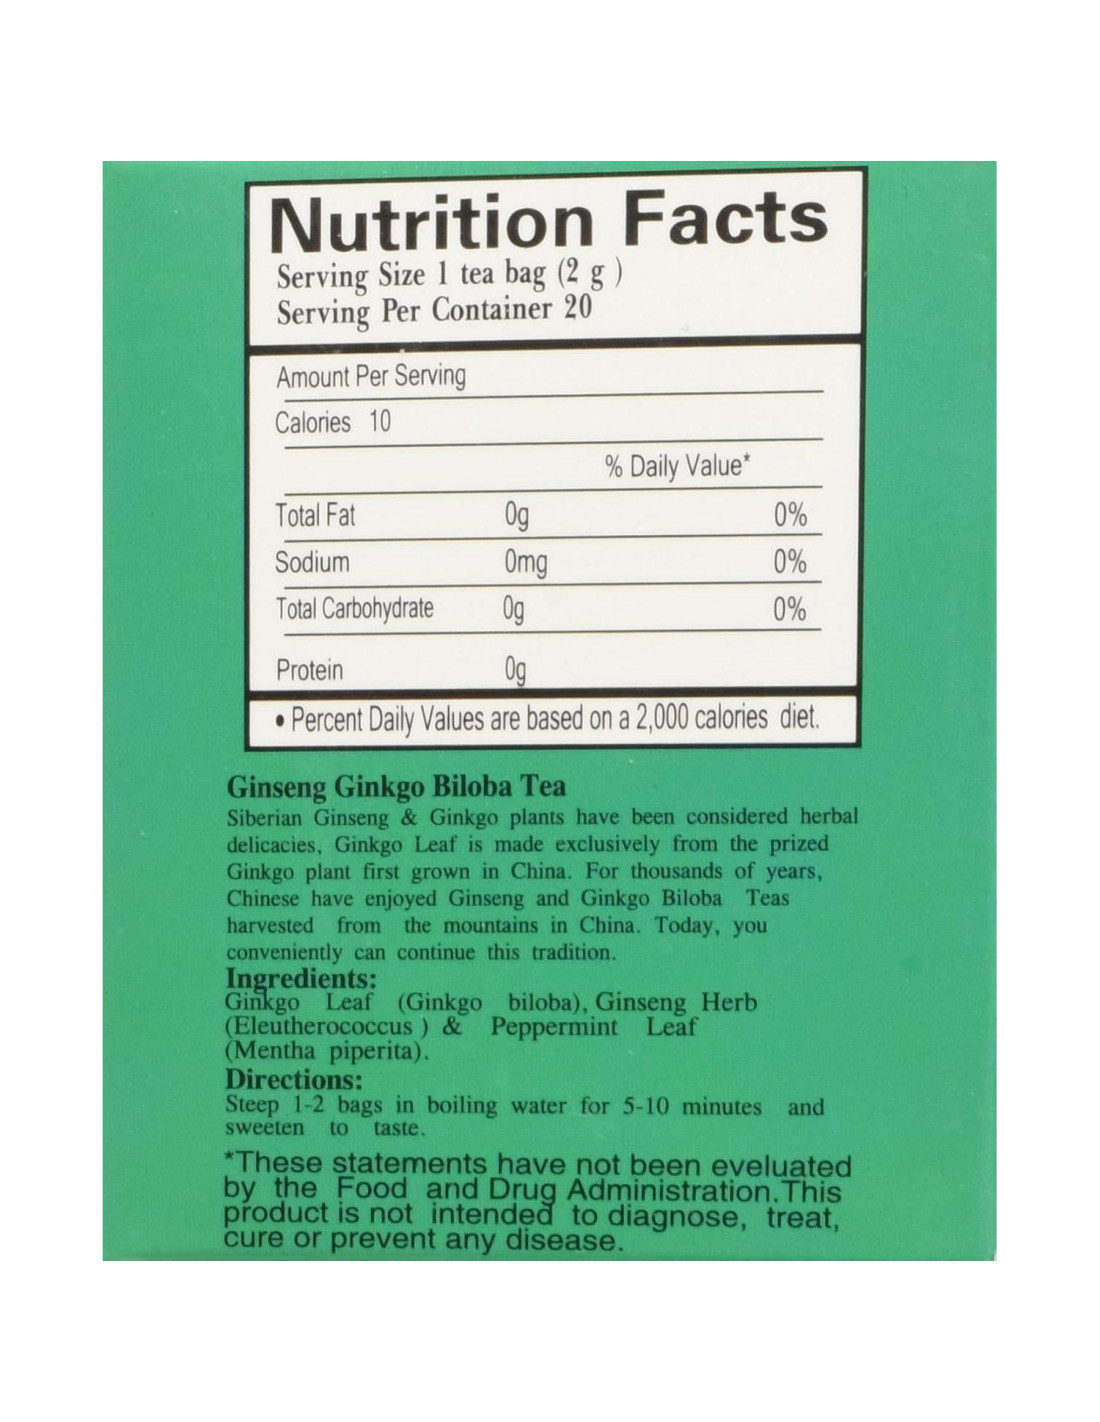 Nutrition Facts
Serving Size 1 tea bag (2 g )
Serving Per Container 20
Amount Per Serving
Calories 10
% Daily Value*
Total Fat 0g 0%
Sodium 0mg 0%
Total Carbohydrate 0g 0%
Protein 0g
• Percent Daily Values are based on a 2,000 calories diet.
Ginseng Ginkgo Biloba Tea
Siberian Ginseng & Ginkgo plants have been considered herbal
delicacies, Ginkgo Leaf is made exclusively from the prized
Ginkgo plant first grown in China. For thousands of years,
Chinese have enjoyed Ginseng and Ginkgo Biloba Teas
harvested from the mountains in China. Today, you
conveniently can continue this tradition.
Ingredients:
Ginkgo Leaf (Ginkgo biloba), Ginseng Herb
(Eleutherococcus ) & Peppermint Leaf
(Mentha piperita).
Directions:
Steep 1-2 bags in boiling water for 5-10 minutes and
sweeten to taste.
*These statements have not been eveluated
by the Food and Drug Administration.This
product is not intended to diagnose, treat,
cure or prevent any disease.